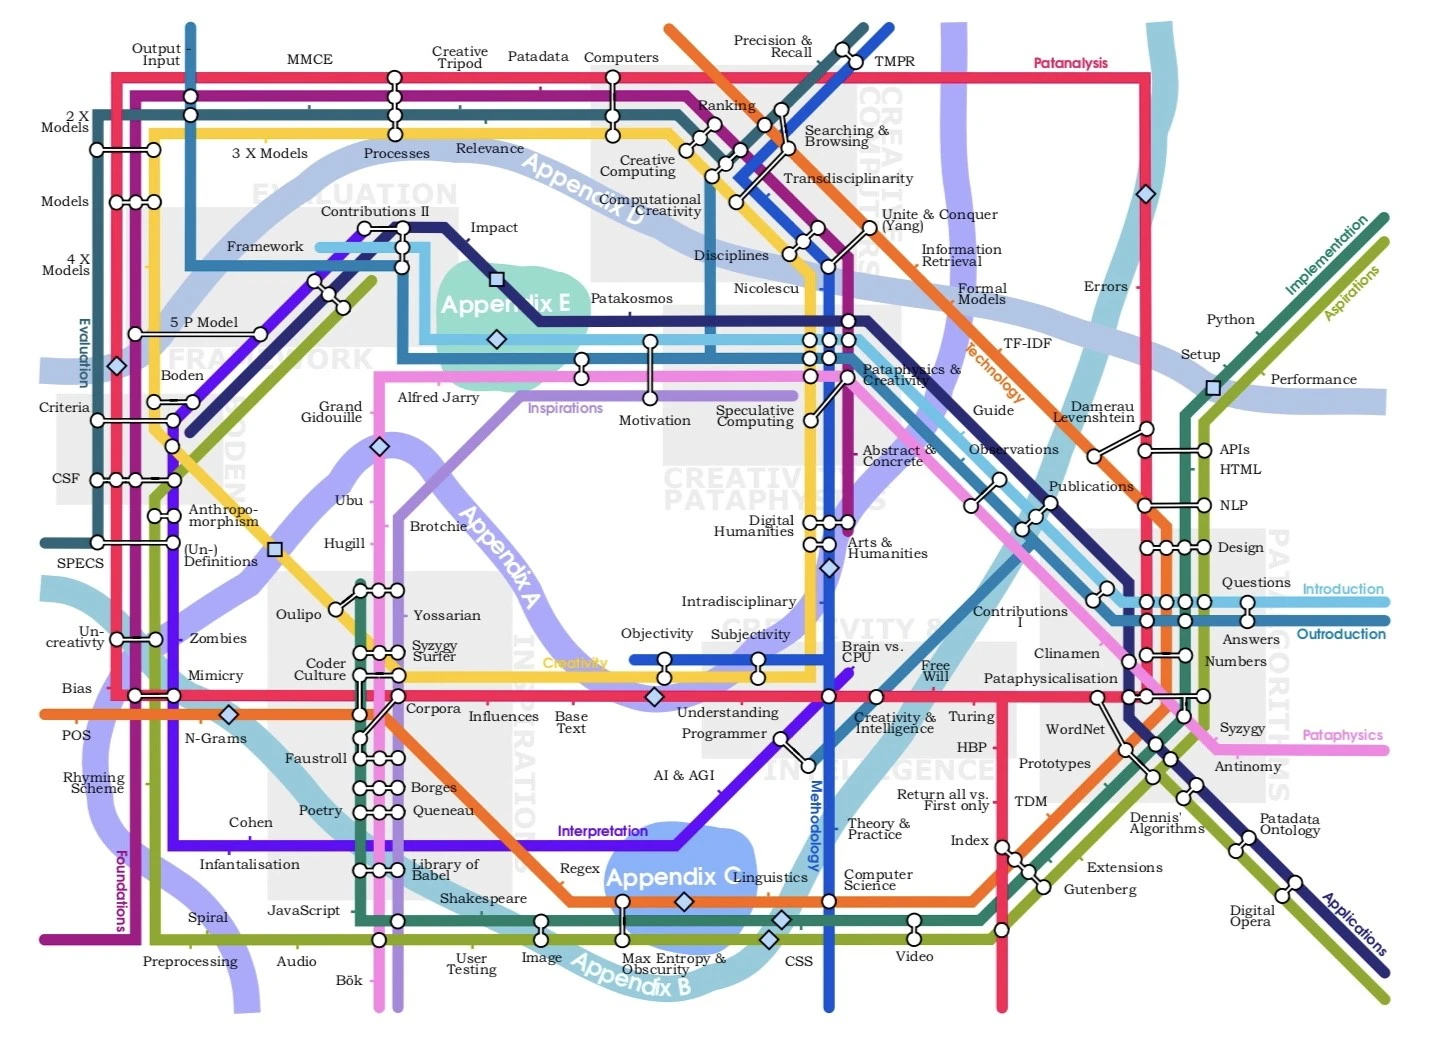 Output -
Input
MMCE
Creative
Tripod
Patadata
Computers
Precision &
Recall
TMPR
Patanalysis
2 X
Models
3 X Models
Processes
Relevance
Ranking
Creative
Computing
Searching &
Browsing
Transdisciplinarity
Computational
Creativity
CREATIVE
COMPUTERS
Appendix D
EVALUATION
Models
Contributions II
Impact
Framework
Unite & Conquer
(Yang)
Information
Retrieval
Disciplines
Nicolescu
Formal
Models
Errors
Implementation
Aspirations
4 X
Models
Appendix E
Patakosmos
5 P Model
FRAMEWORK
Evaluation
Python
Setup
Performance
TF-IDF
Technology
Boden
BODEN
Criteria
Grand
Gidouille
Alfred Jarry
Inspirations
Motivation
Speculative
Computing
Pataphysics &
Creativity
Guide
Damerau
Levenshtein
Observations
APIs
HTML
CSF
Anthropo-
morphism
Ubu
Brotchie
Appendix A
CREATIVITY
PATAPHYSICS
Abstract &
Concrete
Publications
NLP
Digital
Humanities
Arts &
Humanities
SPECS
(Un-)
Definitions
Hugill
Design
Questions
Introduction
PATALGORITHMS
Oulipo
Yossarian
Intradisciplinary
Contributions
I
Answers
Outroduction
Un-
creativty
Zombies
Syzygy
Surfer
Objectivity
Subjectivity
CREATIVITY &
Brain vs.
CPU
Clinamen
Numbers
Coder
Culture
Creativity
Free
Will
Pataphysicalisation
Bias
Mimicry
INSPIRATION
Corpora
Influences
Base
Text
Understanding
Programmer
Creativity &
Intelligence
Turing
WordNet
Syzygy
Pataphysics
POS
N-Grams
Faustroll
HBP
Prototypes
Antinomy
Rhyming
Scheme
Borges
AI & AGI
INTELLIGENCE
Return all vs.
First only
TDM
Poetry
Queneau
Methodology
Dennis'
Algorithms
Patadata
Ontology
Cohen
Interpretation
Theory &
Practice
Index
Infantalisation
Library of
Babel
Regex
Appendix C
Linguistics
Computer
Science
Extensions
Gutenberg
Foundations
Spiral
JavaScript
Shakespeare
Digital
Opera
Applications
Preprocessing
Audio
User
Testing
Image
Max Entropy &
Obscurity
CSS
Video
Bök
Appendix B